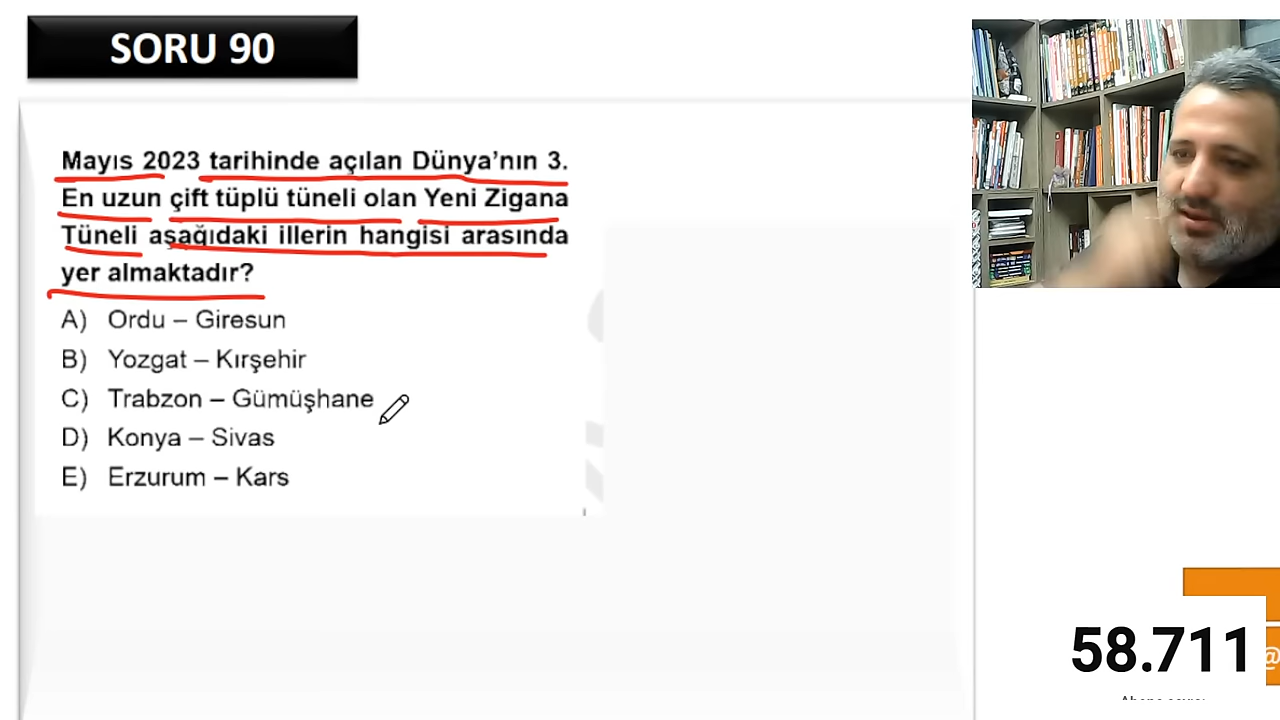 SORU 90
Mayıs 2023 tarihinde açılan Dünya'nın 3.
En uzun çift tüplü tüneli olan Yeni Zigana
Tüneli aşağıdaki illerin hangisi arasında
yer almaktadır?
A) Ordu – Giresun
B) Yozgat – Kırşehir
C) Trabzon – Gümüşhane
D) Konya – Sivas
E) Erzurum – Kars
58.711
@